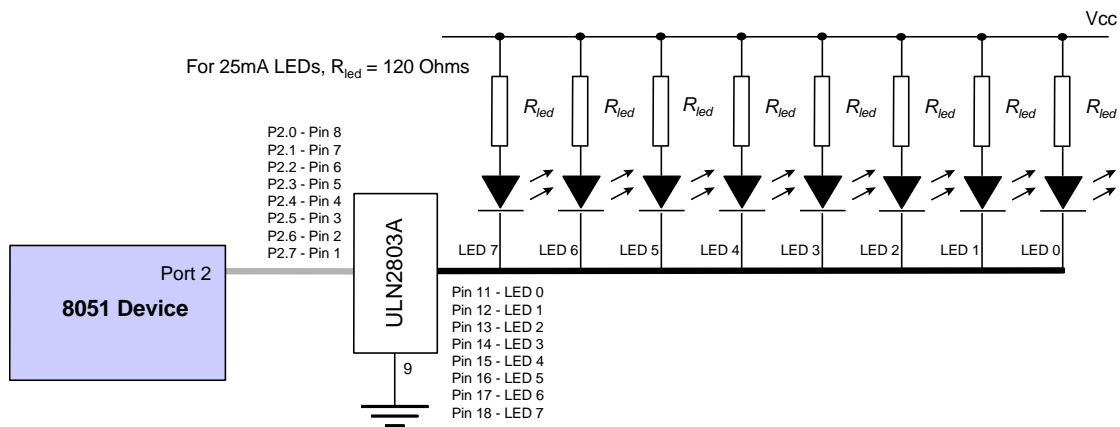 Vcc
For 25mA LEDs, Rled = 120 Ohms
Rled
Rled
Rled
Rled
Rled
Rled
Rled
Rled
P2.0 - Pin 8
P2.1 - Pin 7
P2.2 - Pin 6
P2.3 - Pin 5
P2.4 - Pin 4
P2.5 - Pin 3
P2.6 - Pin 2
P2.7 - Pin 1
LED 7
LED 6
LED 5
LED 4
LED 3
LED 2
LED 1
LED 0
Port 2
8051 Device
ULN2803A
9
Pin 11 - LED 0
Pin 12 - LED 1
Pin 13 - LED 2
Pin 14 - LED 3
Pin 15 - LED 4
Pin 16 - LED 5
Pin 17 - LED 6
Pin 18 - LED 7